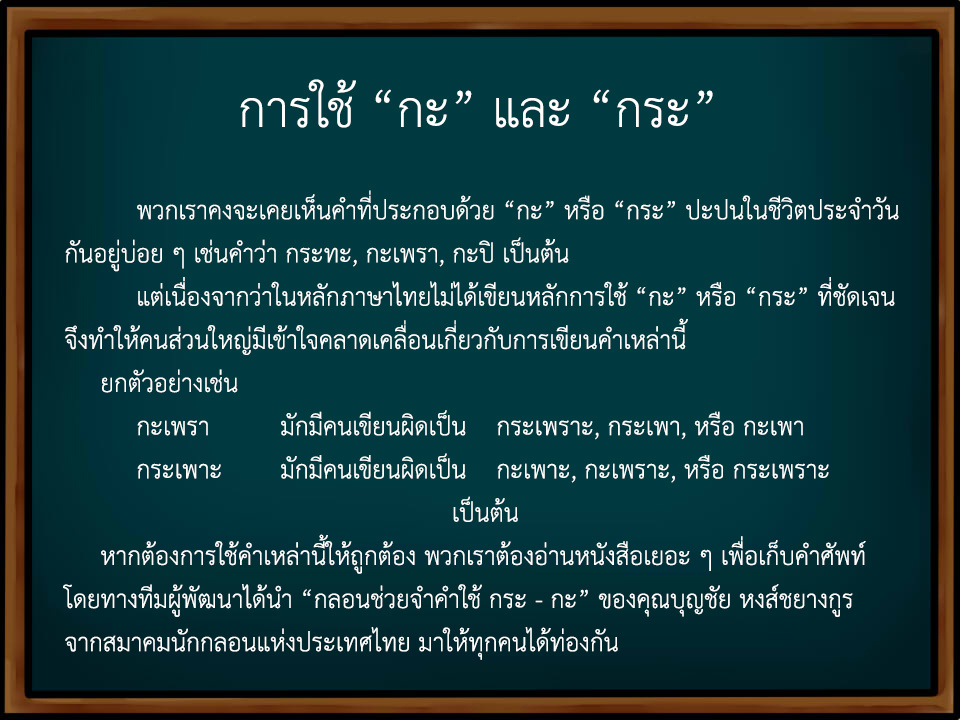 การใช้ “กะ” และ “กระ”
พวกเราคงจะเคยเห็นคำที่ประกอบด้วย “กะ” หรือ “กระ” ปะปนในชีวิตประจำวัน
กันอยู่บ่อย ๆ เช่นคำว่า กระทะ, กะเพรา, กะปิ เป็นต้น
แต่เนื่องจากว่าในหลักภาษาไทยไม่ได้เขียนหลักการใช้ “กะ” หรือ “กระ” ที่ชัดเจน
จึงทำให้คนส่วนใหญ่มีเข้าใจคลาดเคลื่อนเกี่ยวกับการเขียนคำเหล่านี้
ยกตัวอย่างเช่น
กะเพรา มักมีคนเขียนผิดเป็น กระเพราะ, กระเพา, หรือ กะเพา
กระเพาะ มักมีคนเขียนผิดเป็น กะเพาะ, กะเพราะ, หรือ กระเพราะ
เป็นต้น
หากต้องการใช้คำเหล่านี้ให้ถูกต้อง พวกเราต้องอ่านหนังสือเยอะ ๆ เพื่อเก็บคำศัพท์
โดยทางทีมผู้พัฒนาได้นำ “กลอนช่วยจำคำใช้ กระ - กะ” ของคุณบุญชัย หงส์ชยางกูร
จากสมาคมนักกลอนแห่งประเทศไทย มาให้ทุกคนได้ท่องกัน